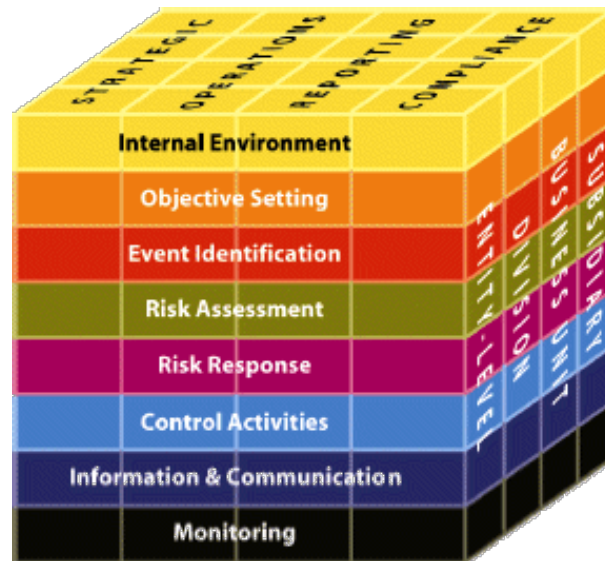 STRATEGIC
OPERATIONS
REPORTING
COMPLIANCE
Internal Environment
Objective Setting
Event Identification
Risk Assessment
Risk Response
Control Activities
Information & Communication
Monitoring
ENTITY-LEVEL
DIVISION
BUSINESS UNIT
SUBSIDIARY